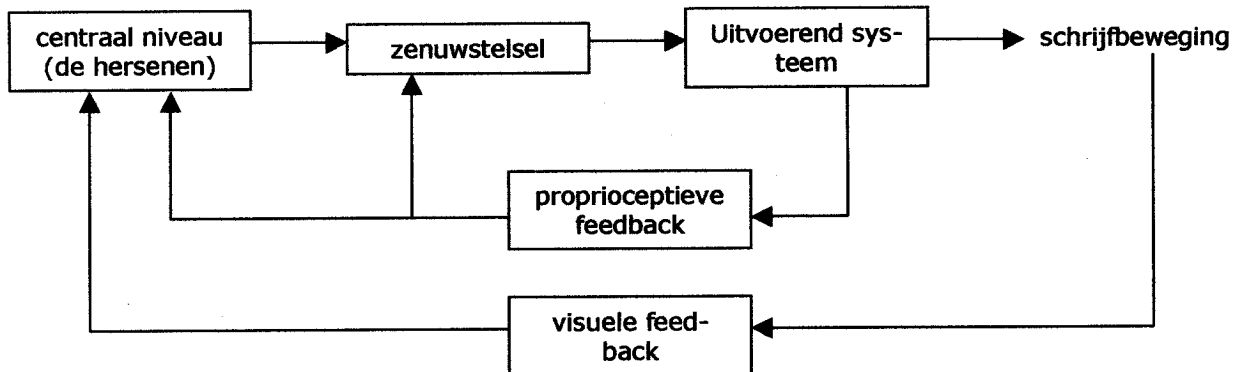 centraal niveau
(de hersenen)
zenuwstelsel
Uitvoerend sys-
teem
schrijfbeweging
proprioceptieve
feedback
visuele feed-
back